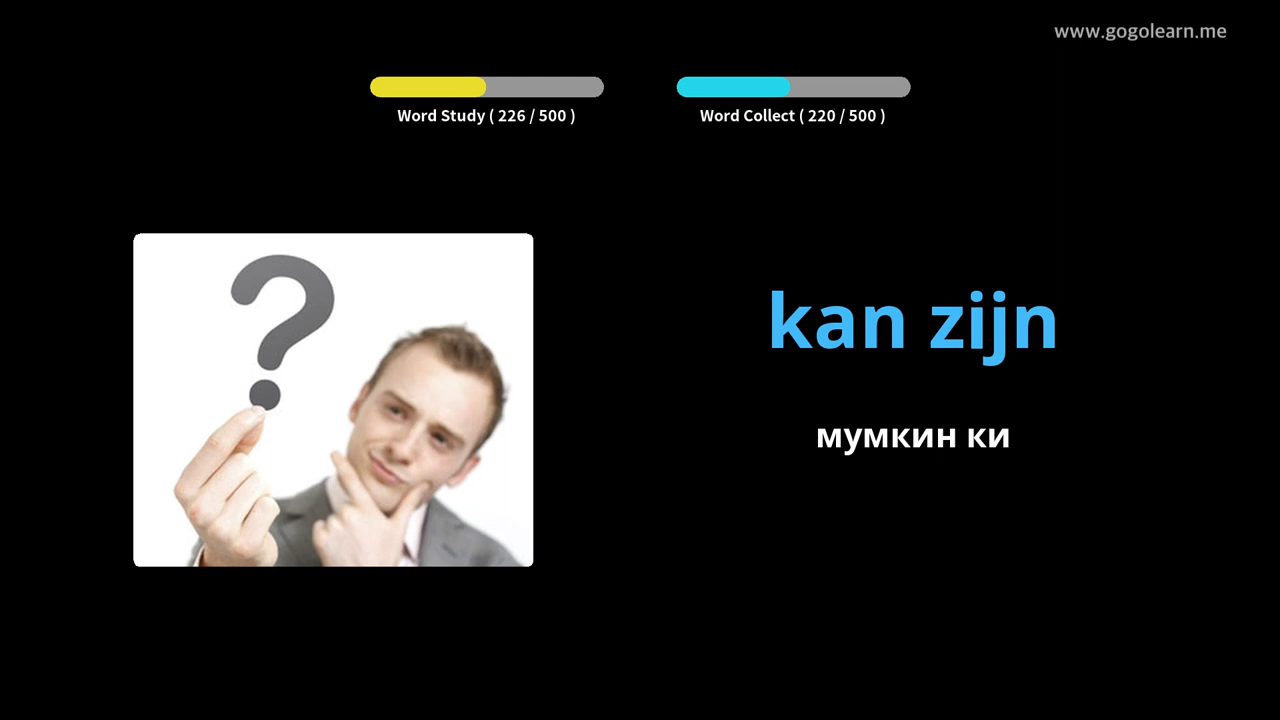 www.gogolearn.me
Word Study ( 226 / 500 )
Word Collect ( 220 / 500 )
kan zijn
мумкин ки